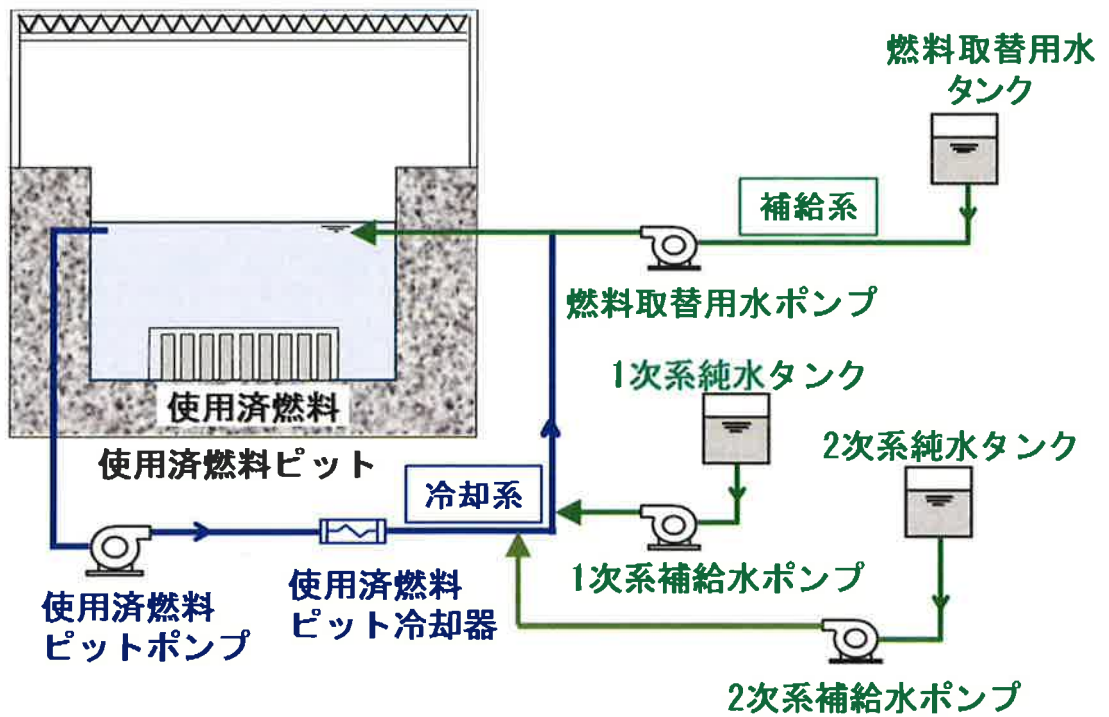 燃料取替用水
タンク
補給系
燃料取替用水ポンプ
1次系純水タンク
使用済燃料
2次系純水タンク
使用済燃料ピット
冷却系
1次系補給水ポンプ
使用済燃料
ピット冷却器
使用済燃料
ピットポンプ
2次系補給水ポンプ